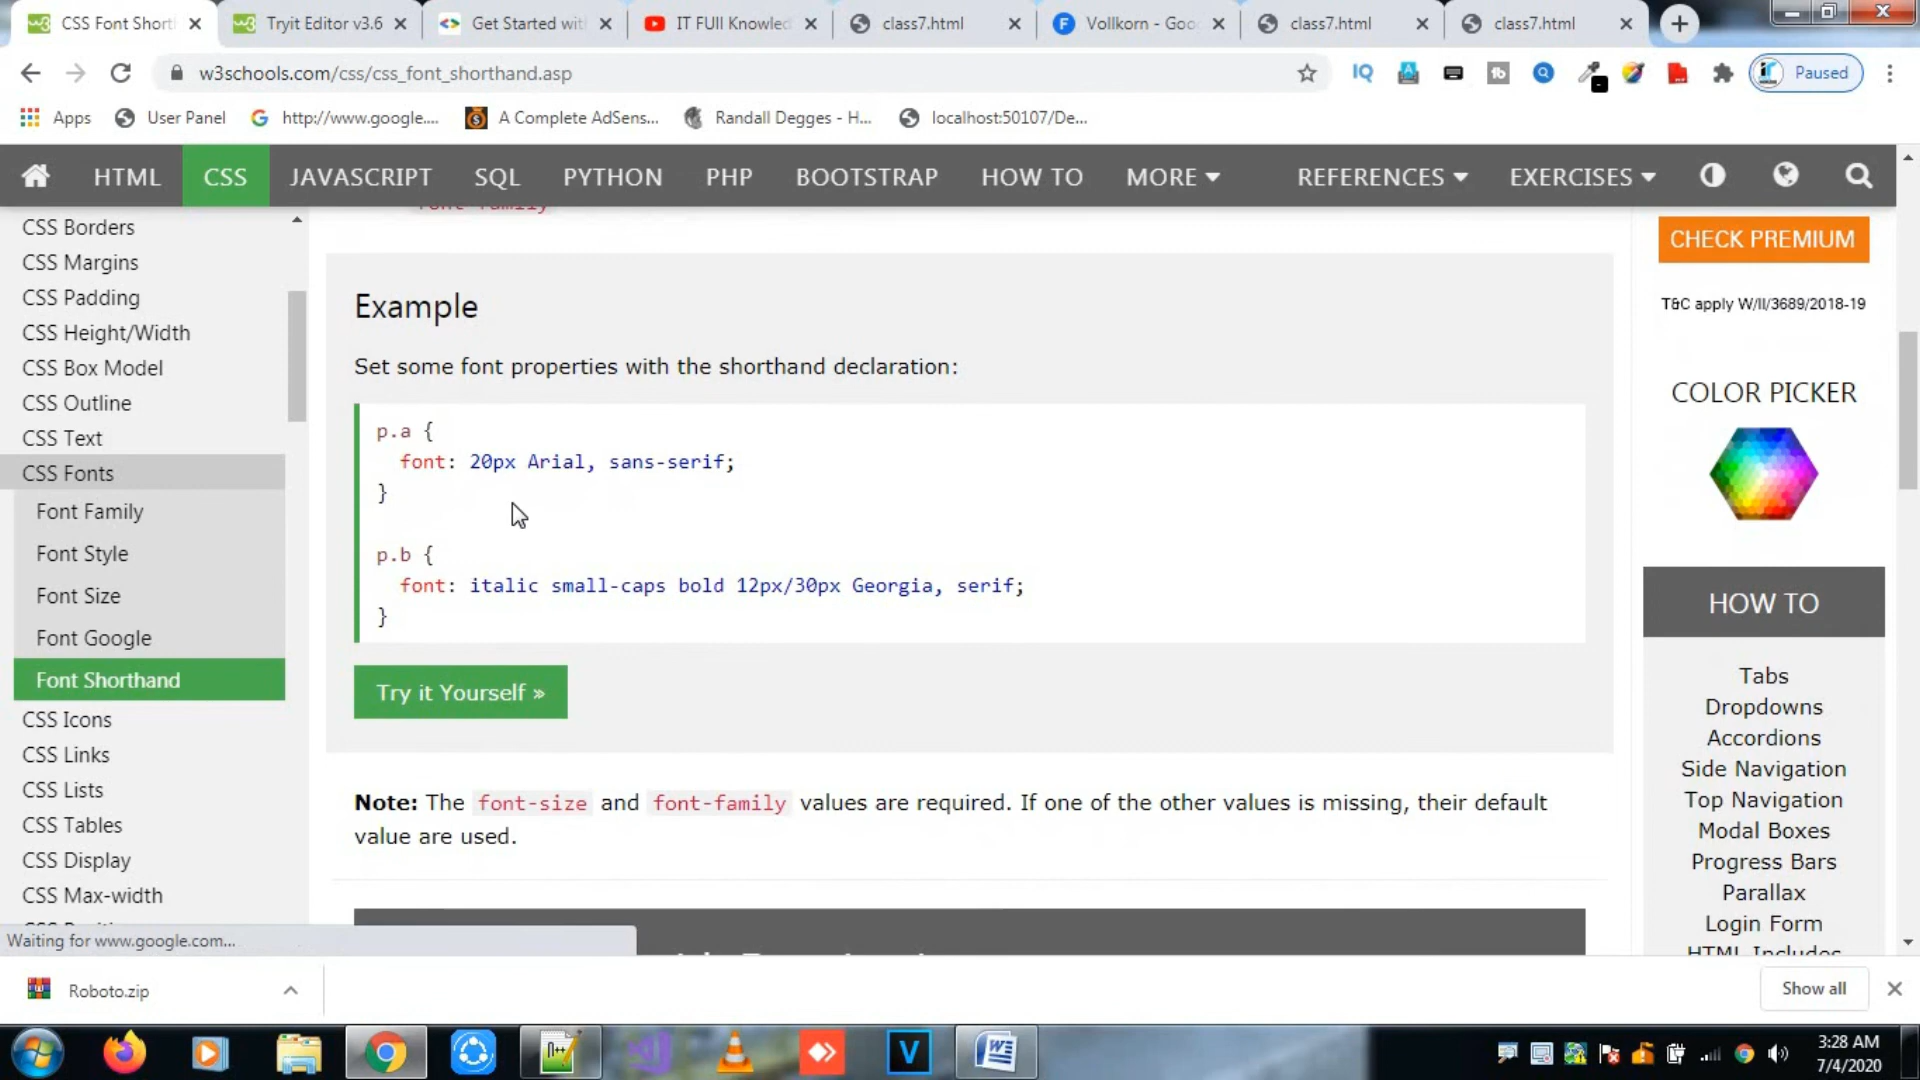 CSS Font Short
Tryit Editor v3.6
Get Started wit
IT FUll Knowled
class7.html
Vollkorn - Goo
class7.html
class7.html
w3schools.com/css/css_font_shorthand.asp
Paused
Apps
User Panel
http://www.google....
A Complete AdSens...
Randall Degges - H...
localhost:50107/De...
HTML
CSS
JAVASCRIPT
SQL
PYTHON
PHP
BOOTSTRAP
HOW TO
MORE
REFERENCES
EXERCISES
CSS Borders
CSS Margins
CSS Padding
CSS Height/Width
CSS Box Model
CSS Outline
CSS Text
CSS Fonts
Font Family
Font Style
Font Size
Font Google
Font Shorthand
CSS Icons
CSS Links
CSS Lists
CSS Tables
CSS Display
CSS Max-width
font-family
Example
Set some font properties with the shorthand declaration:
p.a {
font: 20px Arial, sans-serif;
}
p.b {
font: italic small-caps bold 12px/30px Georgia, serif;
}
Try it Yourself »
Note: The font-size and font-family values are required. If one of the other values is missing, their default
value are used.
CHECK PREMIUM
T&C apply W/II/3689/2018-19
COLOR PICKER
HOW TO
Tabs
Dropdowns
Accordions
Side Navigation
Top Navigation
Modal Boxes
Progress Bars
Parallax
Login Form
HTML Includes
Waiting for www.google.com...
Roboto.zip
Show all
3:28 AM
7/4/2020